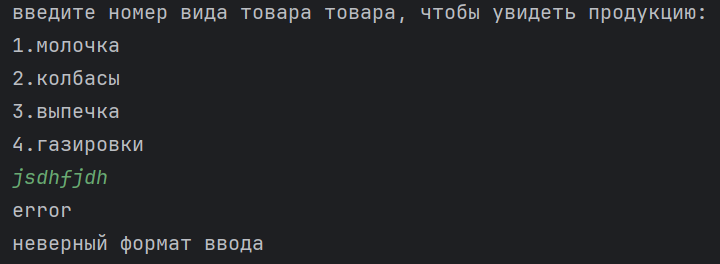 введите номер вида товара товара, чтобы увидеть продукцию:
1.молочка
2.колбасы
3.выпечка
4.газировки
jsdhfjdh
error
неверный формат ввода